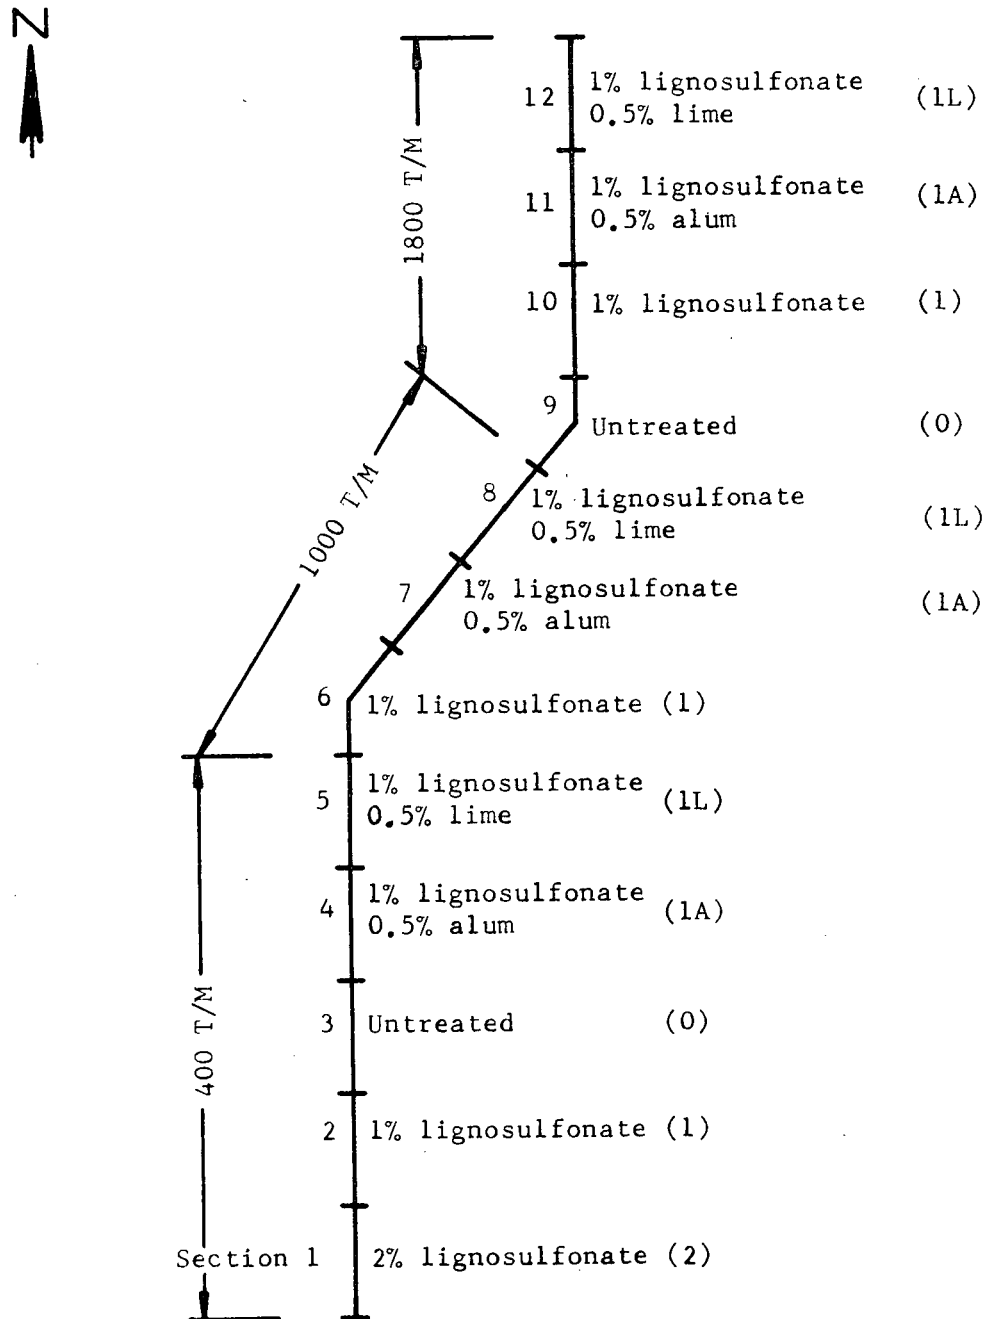 N
12
1% lignosulfonate
0.5% lime
(1L)
1800 T/M
11
1% lignosulfonate
0.5% alum
(1A)
10
1% lignosulfonate
(1)
9
Untreated
(0)
8
1% lignosulfonate
0.5% lime
(1L)
1000 T/M
7
1% lignosulfonate
0.5% alum
(1A)
6
1% lignosulfonate (1)
5
1% lignosulfonate
0.5% lime
(1L)
4
1% lignosulfonate
0.5% alum
(1A)
400 T/M
3
Untreated
(0)
2
1% lignosulfonate (1)
Section 1
2% lignosulfonate (2)